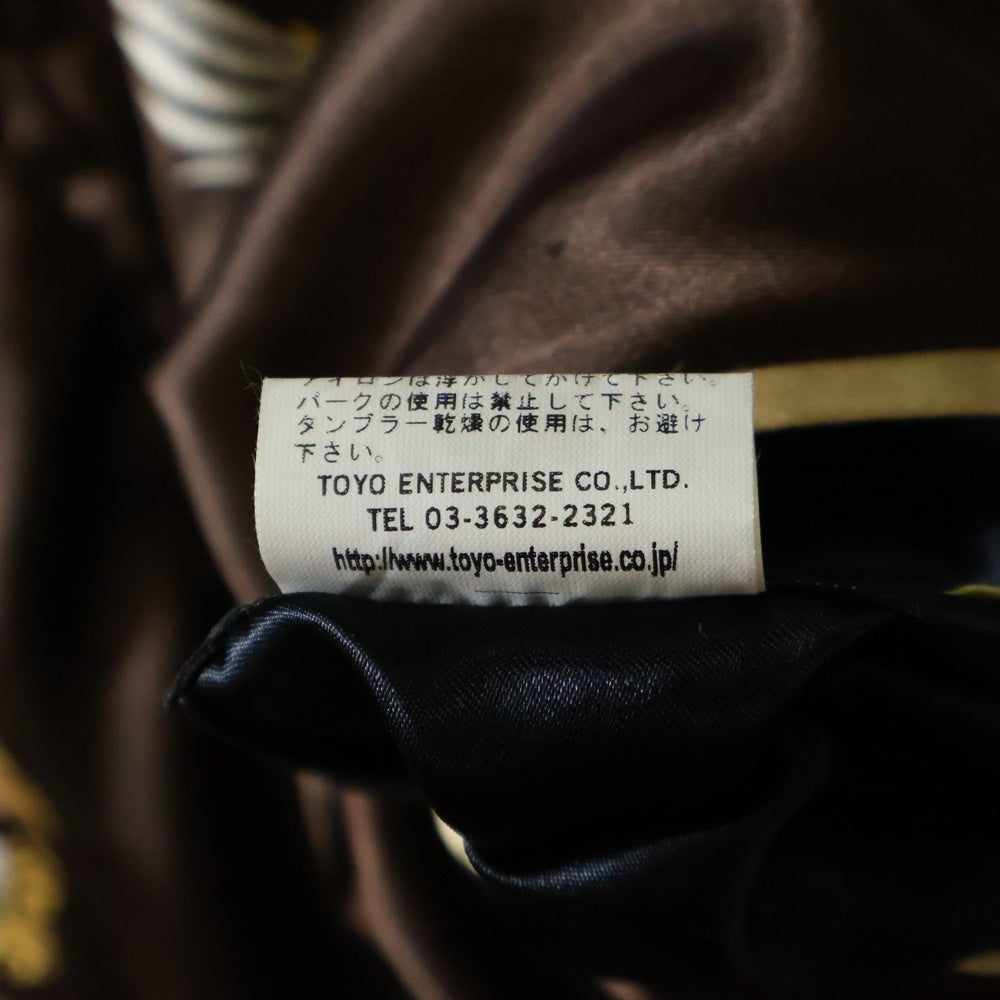 アイロンは浮かしてかけて下さい。
パークの使用は禁止して下さい。
タンブラー乾燥の使用は、お避け
下さい。
TOYO ENTERPRISE CO.,LTD.
TEL 03-3632-2321
http://www.toyo-enterprise.co.jp/